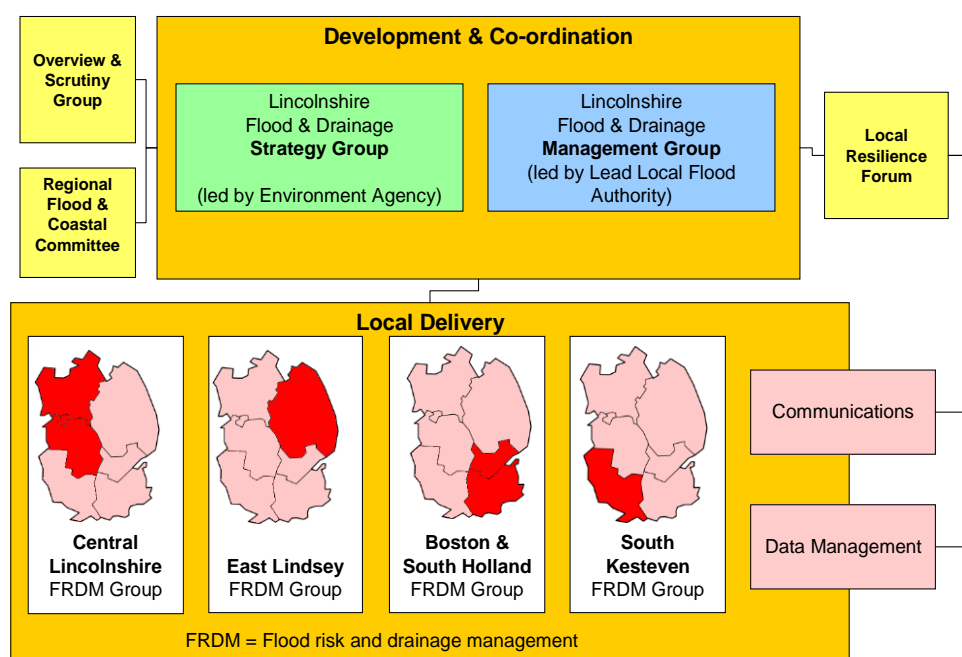 Development & Co-ordination
Overview &
Scrutiny
Group
Regional
Flood &
Coastal
Committee
Lincolnshire
Flood & Drainage
Strategy Group
(led by Environment Agency)
Lincolnshire
Flood & Drainage
Management Group
(led by Lead Local Flood
Authority)
Local
Resilience
Forum
Local Delivery
Central
Lincolnshire
FRDM Group
East Lindsey
FRDM Group
Boston &
South Holland
FRDM Group
South
Kesteven
FRDM Group
Communications
Data Management
FRDM = Flood risk and drainage management